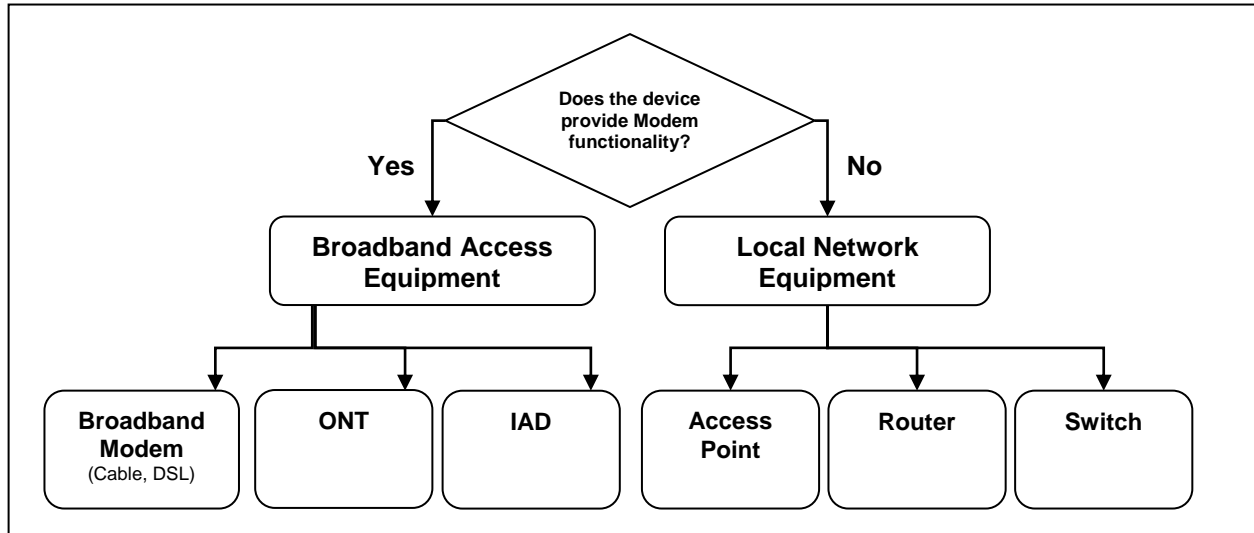 Does the device
provide Modem
functionality?
Yes
No
Broadband Access
Equipment
Local Network
Equipment
Broadband
Modem
(Cable, DSL)
ONT
IAD
Access
Point
Router
Switch